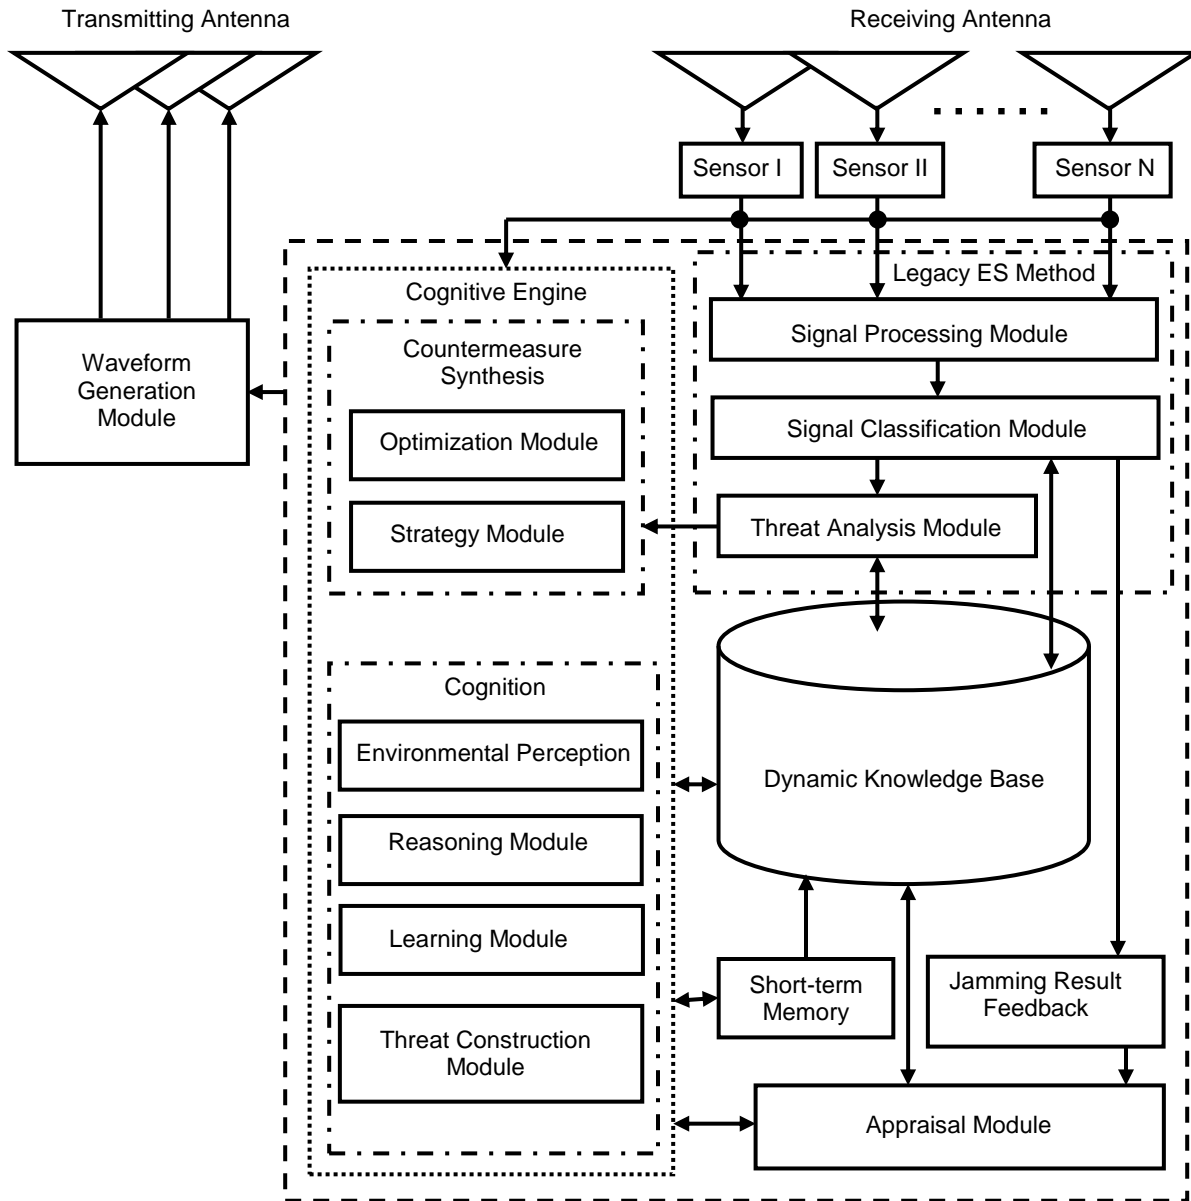 Transmitting Antenna
Receiving Antenna
Sensor I
Sensor II
Sensor N
Legacy ES Method
Cognitive Engine
Signal Processing Module
Countermeasure
Synthesis
Waveform
Generation
Module
Optimization Module
Signal Classification Module
Strategy Module
Threat Analysis Module
Cognition
Environmental Perception
Dynamic Knowledge Base
Reasoning Module
Learning Module
Short-term
Memory
Jamming Result
Feedback
Threat Construction
Module
Appraisal Module